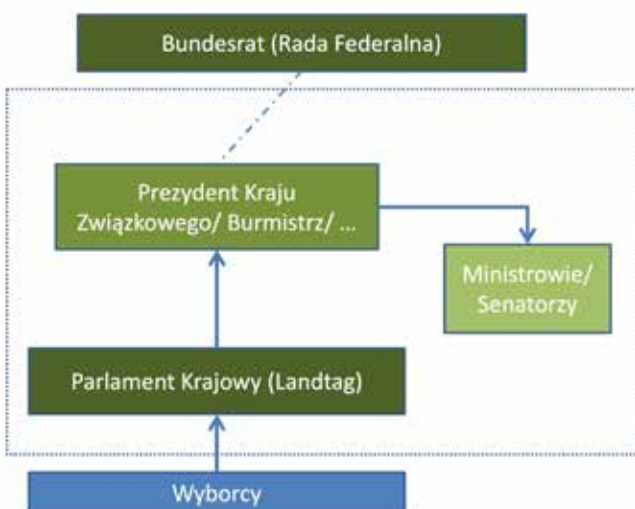 Bundesrat (Rada Federalna)
Prezydent Kraju
Związkowego/ Burmistrz/ ...
Ministrowie/
Senatorzy
Parlament Krajowy (Landtag)
Wyborcy